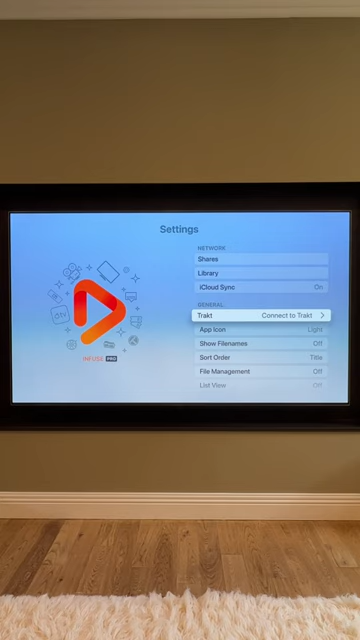 Settings
NETWORK
Shares
Library
iCloud Sync On
GENERAL
Trakt Connect to Trakt
App Icon Light
Show Filenames Off
Sort Order Title
File Management Off
List View Off
tv
INFUSE PRO